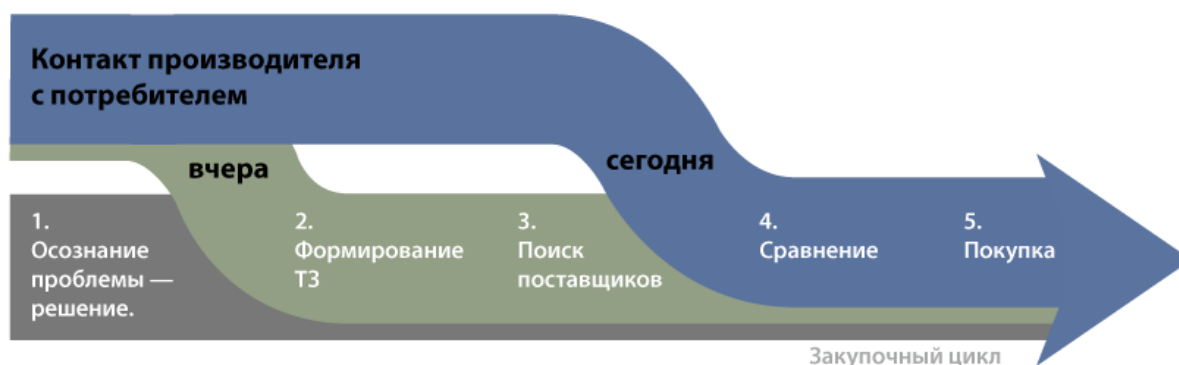 Контакт производителя
с потребителем
вчера
сегодня
1.
Осознание
проблемы —
решение.
2.
Формирование
ТЗ
3.
Поиск
поставщиков
4.
Сравнение
5.
Покупка
Закупочный цикл